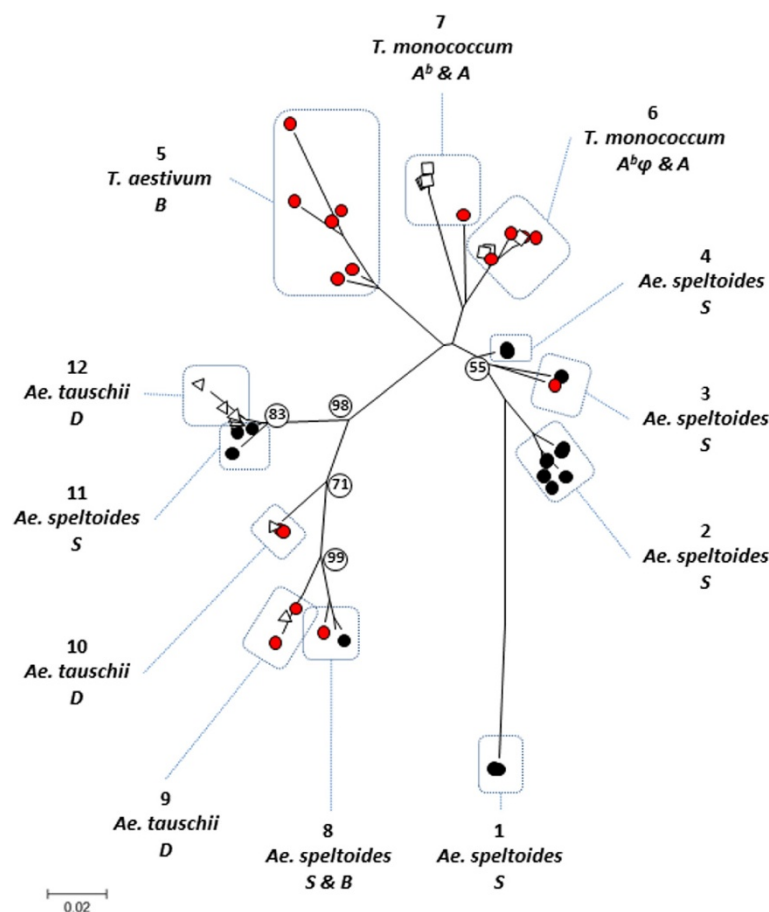 7
T. monococcum
Aᵇ & A
6
T. monococcum
Aᵇφ & A
5
T. aestivum
B
4
Ae. speltoides
S
12
Ae. tauschii
D
3
Ae. speltoides
S
11
Ae. speltoides
S
2
Ae. speltoides
S
10
Ae. tauschii
D
9
Ae. tauschii
D
8
Ae. speltoides
S & B
1
Ae. speltoides
S
55
98
83
71
99
0.02